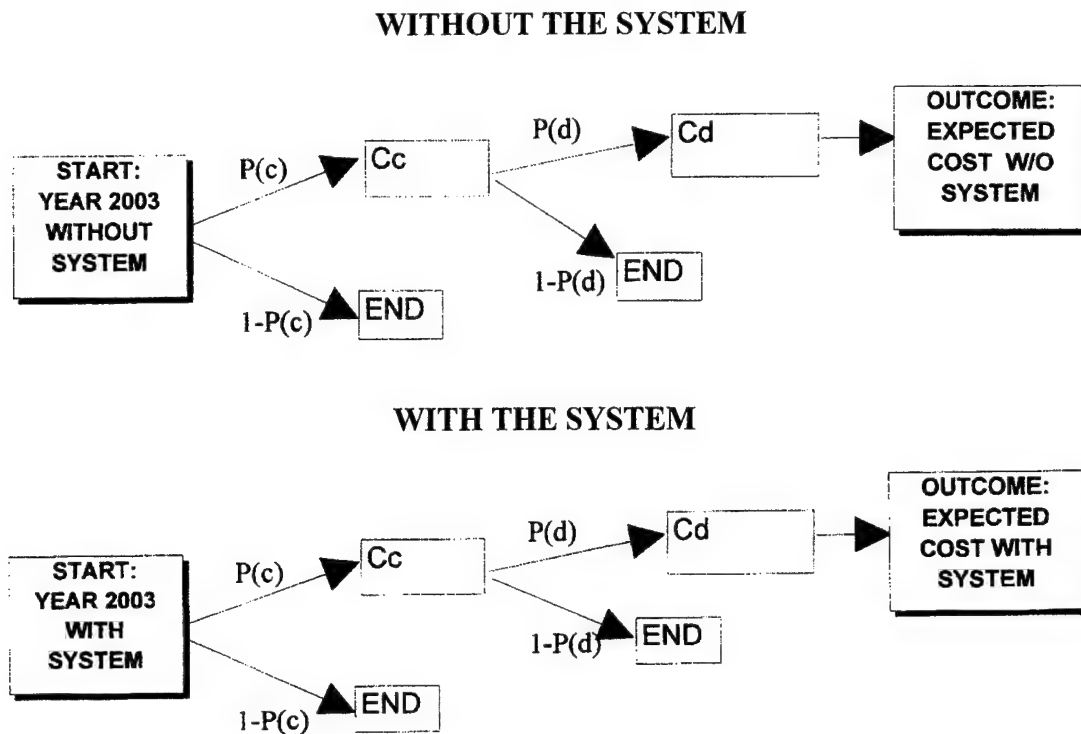 WITHOUT THE SYSTEM
START:
YEAR 2003
WITHOUT
SYSTEM
P(c)
1-P(c)
Cc
END
P(d)
1-P(d)
Cd
END
OUTCOME:
EXPECTED
COST W/O
SYSTEM
WITH THE SYSTEM
START:
YEAR 2003
WITH
SYSTEM
P(c)
1-P(c)
Cc
END
P(d)
1-P(d)
Cd
END
OUTCOME:
EXPECTED
COST WITH
SYSTEM